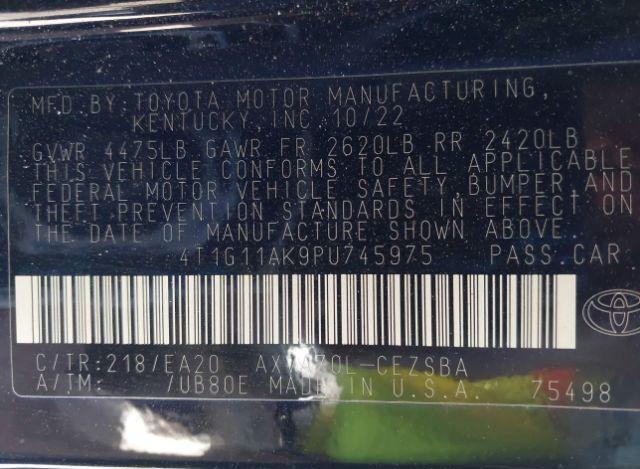 MFD.BY:TOYOTA MOTOR MANUFACTURING,
KENTUCKY,INC 10/22
GVWR 4475LB GAWR FR 2620LB RR 2420LB
THIS VEHICLE CONFORMS TO ALL APPLICABLE
FEDERAL MOTOR VEHICLE SAFETY,BUMPER,AND
THEFT PREVENTION STANDARDS IN EFFECT ON
THE DATE OF MANUFACTURE SHOWN ABOVE.
4T1G11AK9PU745975 PASS.CAR
C/TR:218/EA20
A/TM: /UB80E MADE IN U.S.A. 75498